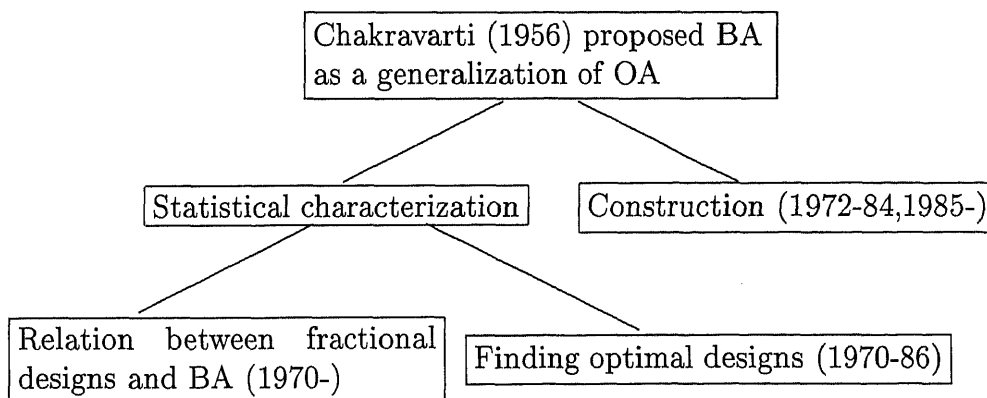 Chakravarti (1956) proposed BA
as a generalization of OA
Statistical characterization
Construction (1972-84,1985-)
Relation between fractional
designs and BA (1970-)
Finding optimal designs (1970-86)